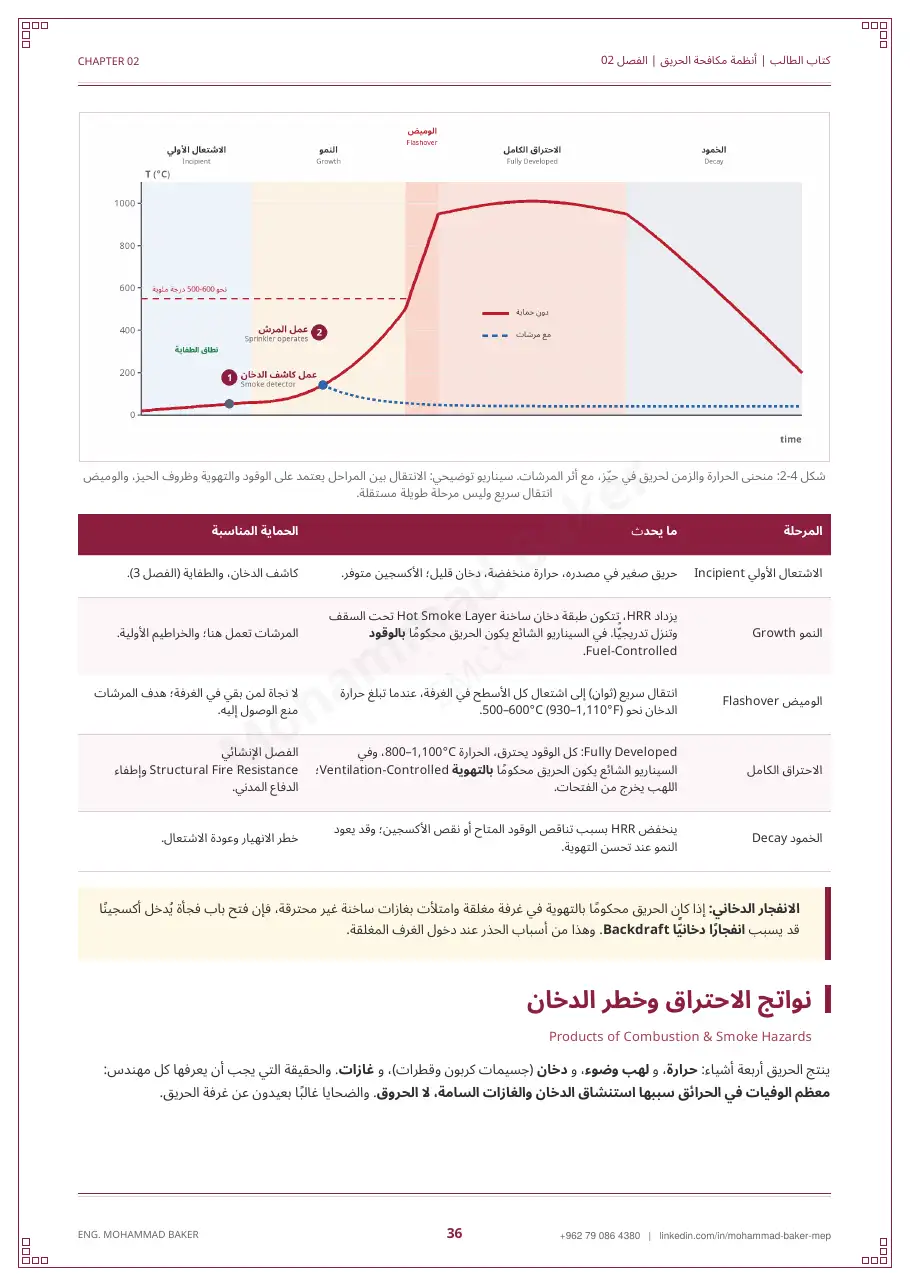 كتاب الطالب | أنظمة مكافحة الحريق | الفصل 02
CHAPTER 02
الوميض
Flashover
الاشتعال الأولي
Incipient
النمو
Growth
الاحتراق الكامل
Fully Developed
الخمود
Decay
T (°C)
1000
800
600
400
200
0
نحو 600-500 درجة مئوية
2 عمل المرش
Sprinkler operates
نطاق الطفاية
1 عمل كاشف الدخان
Smoke detector
دون حماية
مع مرشات
time
شكل 4-2: منحنى الحرارة والزمن لحريق في حيّز، مع أثر المرشات. سيناريو توضيحي: الانتقال بين المراحل يعتمد على الوقود والتهوية وظروف الحيز، والوميض
انتقال سريع وليس مرحلة طويلة مستقلة.
المرحلة
ما يحدث
الحماية المناسبة
الاشتعال الأولي Incipient
حريق صغير في مصدره، حرارة منخفضة، دخان قليل؛ الأكسجين متوفر.
كاشف الدخان، والطفاية (الفصل 3).
النمو Growth
يزداد HRR، تتكون طبقة دخان ساخنة Hot Smoke Layer تحت السقف
وتنزل تدريجيًّا. في السيناريو الشائع يكون الحريق محكومًا بالوقود
Fuel-Controlled.
المرشات تعمل هنا؛ والخراطيم الأولية.
الوميض Flashover
انتقال سريع (ثوانٍ) إلى اشتعال كل الأسطح في الغرفة، عندما تبلغ حرارة
الدخان نحو 500–600°C (930–1,110°F).
لا نجاة لمن بقي في الغرفة؛ هدف المرشات
منع الوصول إليه.
الاحتراق الكامل
Fully Developed: كل الوقود يحترق، الحرارة 800–1,100°C، وفي
السيناريو الشائع يكون الحريق محكومًا بالتهوية Ventilation-Controlled؛
اللهب يخرج من الفتحات.
الفصل الإنشائي
Structural Fire Resistance وإطفاء
الدفاع المدني.
الخمود Decay
ينخفض HRR بسبب تناقص الوقود المتاح أو نقص الأكسجين؛ وقد يعود
النمو عند تحسن التهوية.
خطر الانهيار وعودة الاشتعال.
الانفجار الدخاني: إذا كان الحريق محكومًا بالتهوية في غرفة مغلقة وامتلأت بغازات ساخنة غير محترقة، فإن فتح باب فجأة يُدخل أكسجينًا
قد يسبب انفجارًا دخانيًّا Backdraft. وهذا من أسباب الحذر عند دخول الغرف المغلقة.
نواتج الاحتراق وخطر الدخان
Products of Combustion & Smoke Hazards
ينتج الحريق أربعة أشياء: حرارة، و لهب وضوء، و دخان (جسيمات كربون وقطرات)، و غازات. والحقيقة التي يجب أن يعرفها كل مهندس:
معظم الوفيات في الحرائق سببها استنشاق الدخان والغازات السامة، لا الحروق. والضحايا غالبًا بعيدون عن غرفة الحريق.
ENG. MOHAMMAD BAKER
36
+962 79 086 4380 | linkedin.com/in/mohammad-baker-mep